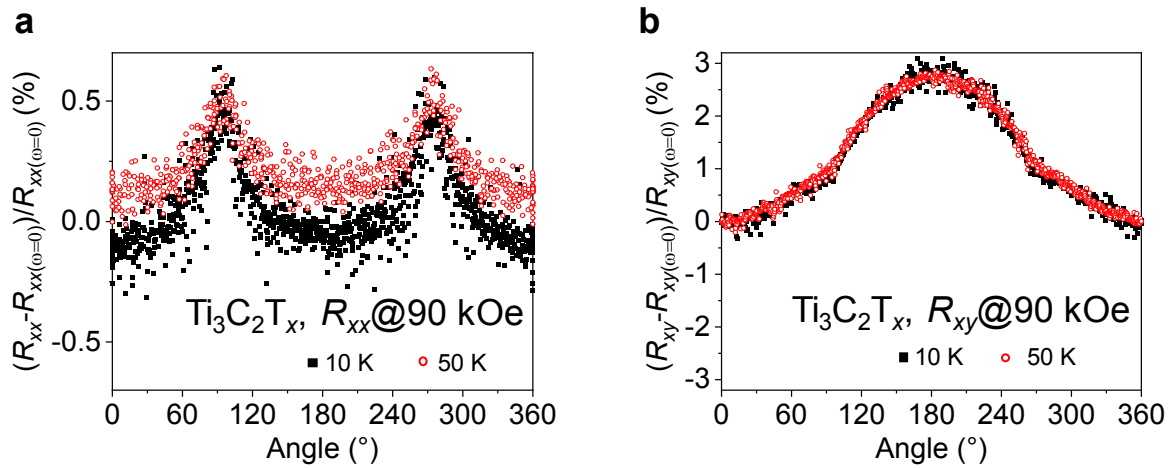 a
(Rxx-Rxx(ω=0))/Rxx(ω=0) (%)
0.5
0.0
-0.5
Ti3C2Tx, Rxx@90 kOe
10 K 50 K
0 60 120 180 240 300 360
Angle (°)
b
(Rxy-Rxy(ω=0))/Rxy(ω=0) (%)
3
2
1
0
-1
-2
-3
Ti3C2Tx, Rxy@90 kOe
10 K 50 K
0 60 120 180 240 300 360
Angle (°)